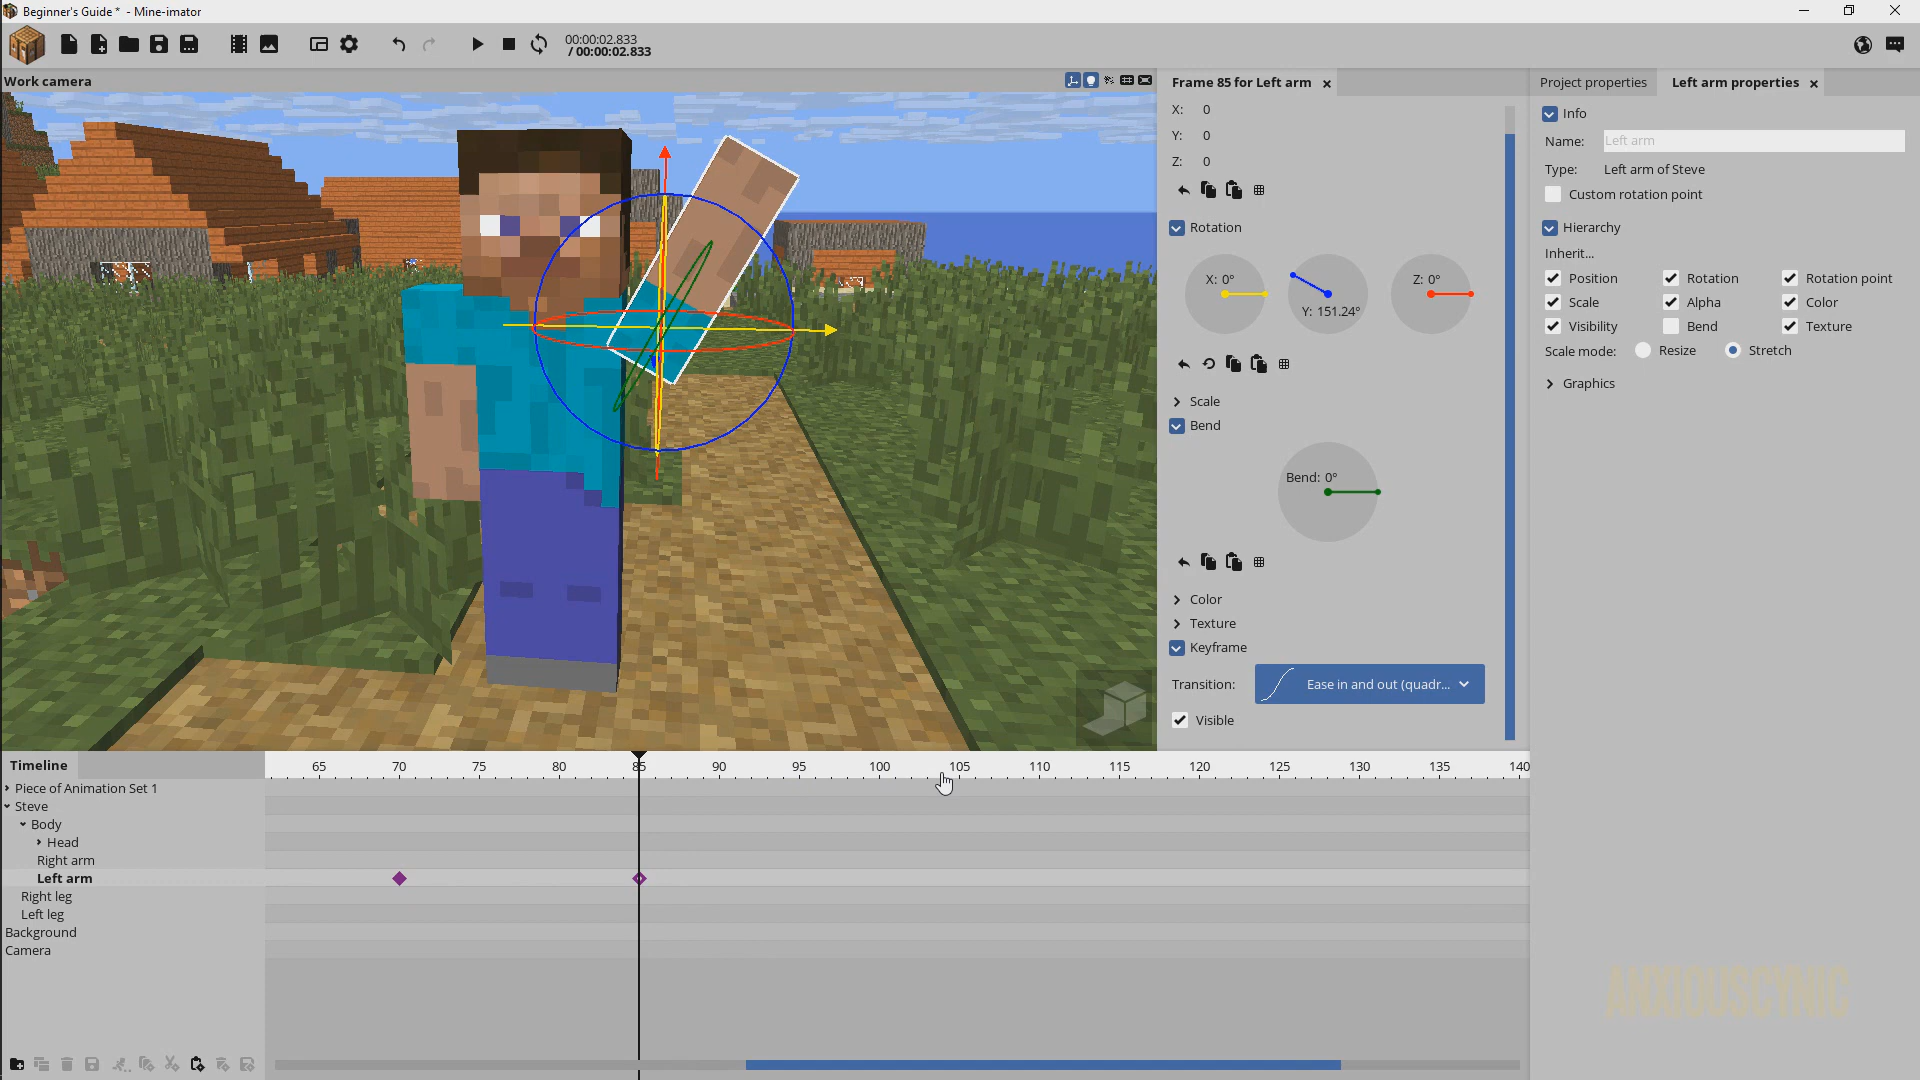 Beginner's Guide * - Mine-imator
00:00:02.833
/ 00:00:02.833
Work camera
Frame 85 for Left arm
X: 0
Y: 0
Z: 0
Rotation
X: 0°
Y: 151.24°
Z: 0°
Scale
Bend
Bend: 0°
Color
Texture
Keyframe
Transition: Ease in and out (quadr...
Visible
Project properties
Left arm properties
Info
Name: Left arm
Type: Left arm of Steve
Custom rotation point
Hierarchy
Inherit...
Position Rotation Rotation point
Scale Alpha Color
Visibility Bend Texture
Scale mode: Resize Stretch
Graphics
Timeline
65 70 75 80 85 90 95 100 105 110 115 120 125 130 135 140
Piece of Animation Set 1
Steve
Body
Head
Right arm
Left arm
Right leg
Left leg
Background
Camera
ANXIOUSCYNIC